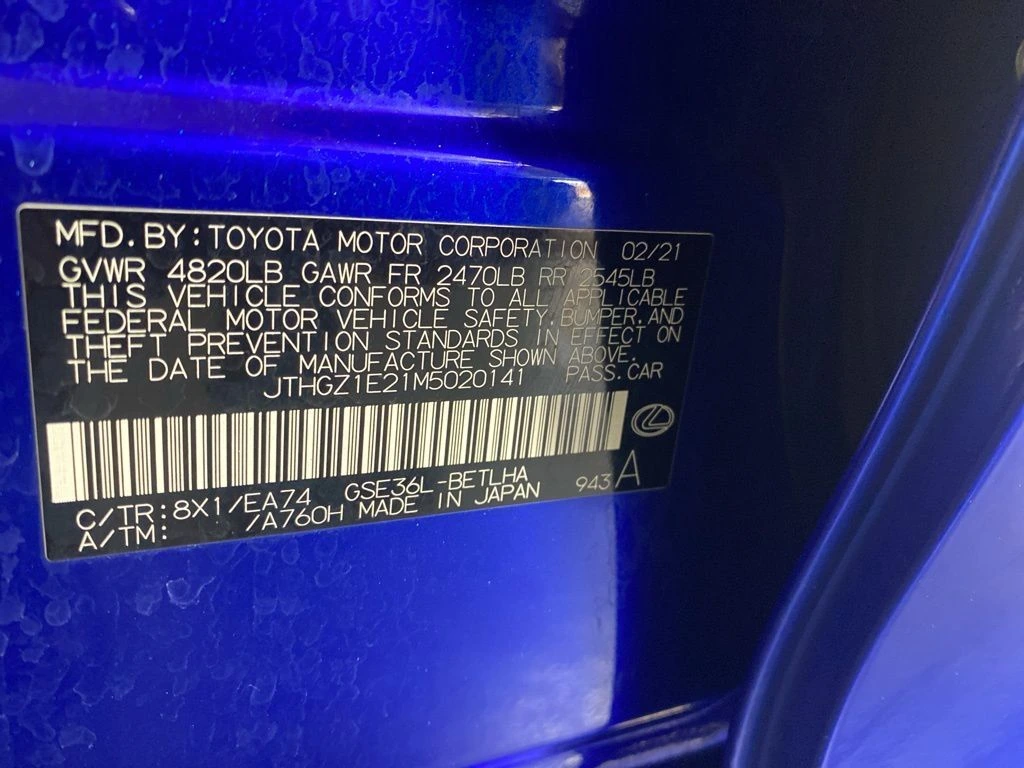 MFD.BY:TOYOTA MOTOR CORPORATION 02/21
GVWR 4820LB GAWR FR 2470LB RR 2545LB
THIS VEHICLE CONFORMS TO ALL APPLICABLE
FEDERAL MOTOR VEHICLE SAFETY,BUMPER,AND
THEFT PREVENTION STANDARDS IN EFFECT ON
THE DATE OF MANUFACTURE SHOWN ABOVE.
JTHGZ1E21M5020141 PASS.CAR
C/TR:8X1/EA74 GSE36L-BETLHA 943 A
A/TM: /A760H MADE IN JAPAN